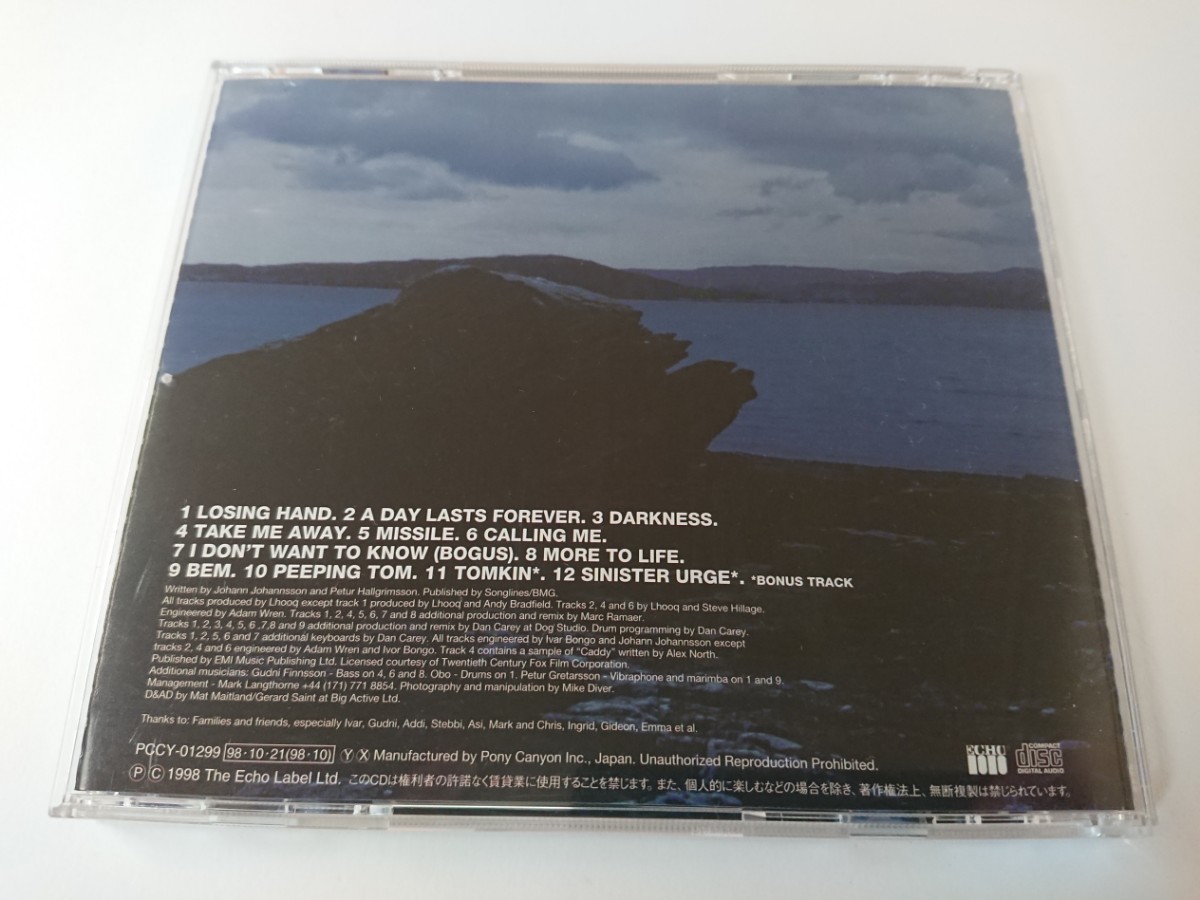 1 LOSING HAND. 2 A DAY LASTS FOREVER. 3 DARKNESS.
4 TAKE ME AWAY. 5 MISSILE. 6 CALLING ME.
7 I DON'T WANT TO KNOW (BOGUS). 8 MORE TO LIFE.
9 BEM. 10 PEEPING TOM. 11 TOMKIN*. 12 SINISTER URGE*. *BONUS TRACK
Written by Johann Johannsson and Petur Hallgrimsson. Published by Songlines/BMG.
All tracks produced by Lhooq except track 1 produced by Lhooq and Andy Bradfield. Tracks 2, 4 and 6 by Lhooq and Steve Hillage.
Engineered by Adam Wren. Tracks 1, 2, 4, 5, 6, 7 and 8 additional production and remix by Marc Ramaer.
Tracks 1, 2, 3, 4, 5, 6 ,7,8 and 9 additional production and remix by Dan Carey at Dog Studio. Drum programming by Dan Carey.
Tracks 1, 2, 5, 6 and 7 additional keyboards by Dan Carey. All tracks engineered by Ivar Bongo and Johann Johannsson except
tracks 2, 4 and 6 engineered by Adam Wren and Ivor Bongo. Track 4 contains a sample of "Caddy" written by Alex North.
Published by EMI Music Publishing Ltd. Licensed courtesy of Twentieth Century Fox Film Corporation.
Additional musicians: Gudni Finnsson - Bass on 4, 6 and 8. Obo - Drums on 1. Petur Gretarsson - Vibraphone and marimba on 1 and 9.
Management - Mark Langthorne +44 (171) 771 8854. Photography and manipulation by Mike Diver.
D&AD by Mat Maitland/Gerard Saint at Big Active Ltd.
Thanks to: Families and friends, especially Ivar, Gudni, Addi, Stebbi, Asi, Mark and Chris, Ingrid, Gideon, Emma et al.
PCCY-01299 98·10·21(98·10) Ⓨ Ⓧ Manufactured by Pony Canyon Inc., Japan. Unauthorized Reproduction Prohibited.
Ⓟ Ⓒ 1998 The Echo Label Ltd. このCDは権利者の許諾なく賃貸業に使用することを禁じます。また、個人的に楽しむなどの場合を除き、著作権法上、無断複製は禁じられています。
ECHO
COMPACT
disc
DIGITAL AUDIO